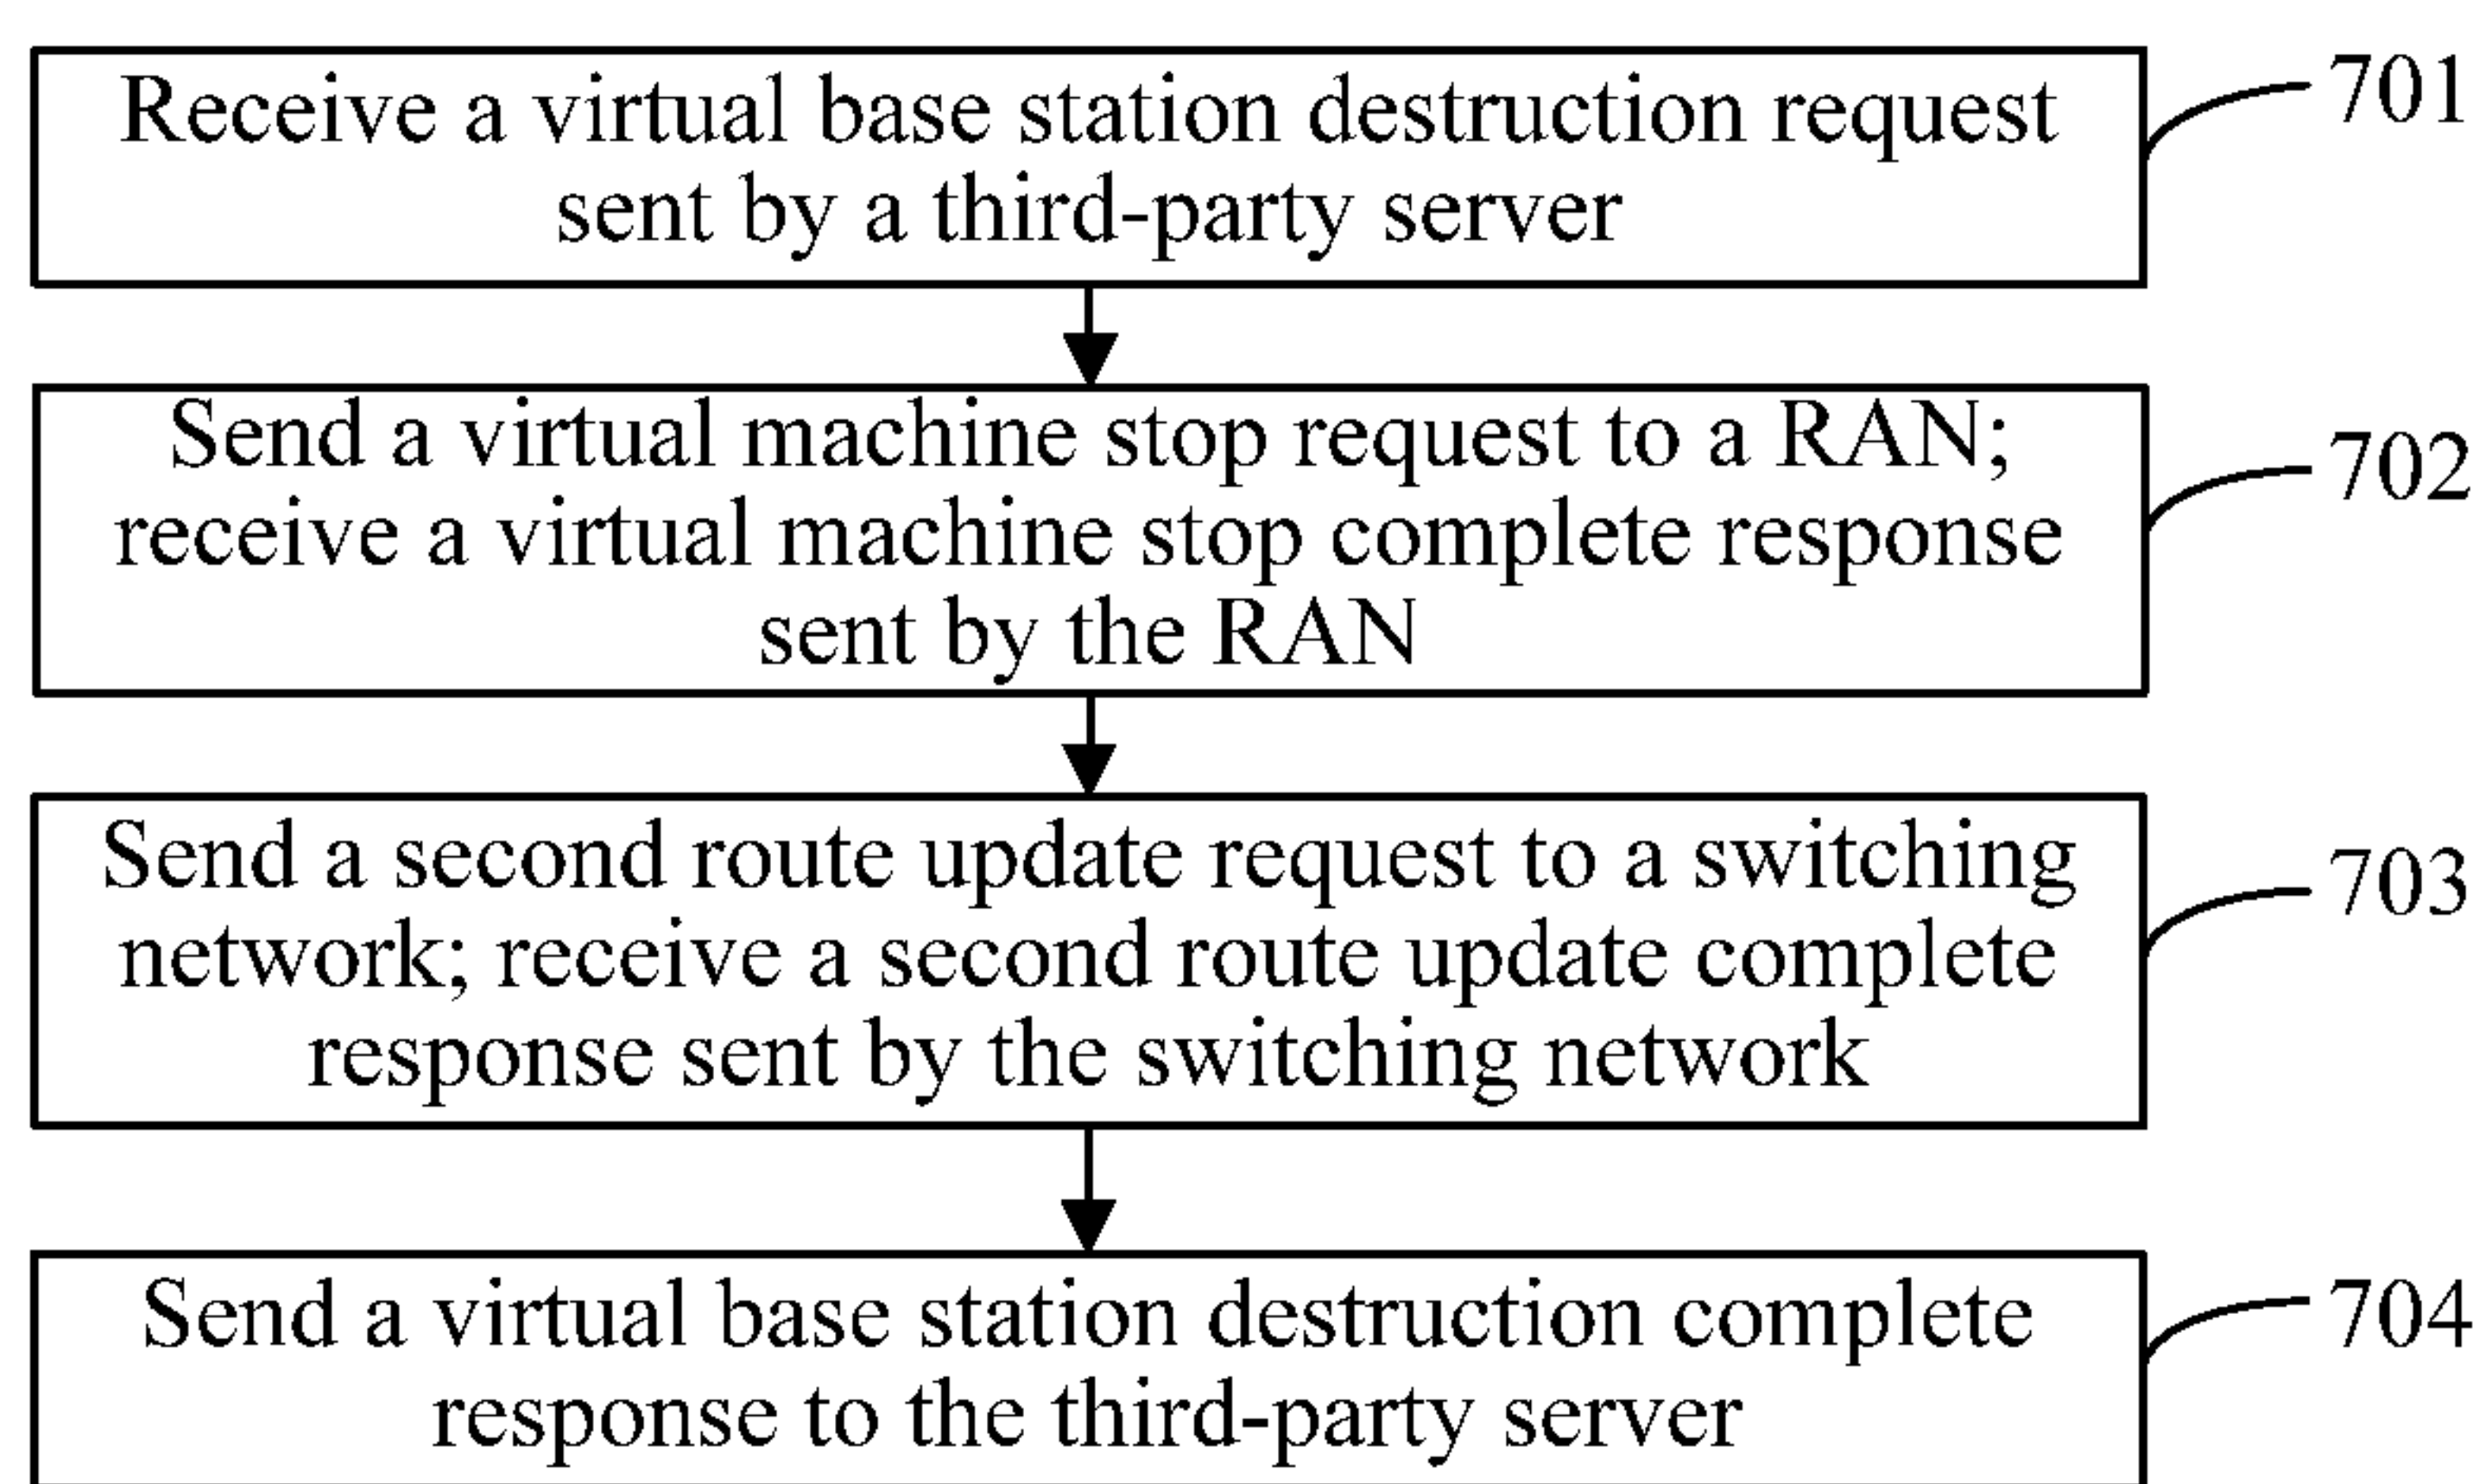 Receive a virtual base station destruction request
sent by a third-party server
701
Send a virtual machine stop request to a RAN;
receive a virtual machine stop complete response
sent by the RAN
702
Send a second route update request to a switching
network; receive a second route update complete
response sent by the switching network
703
Send a virtual base station destruction complete
response to the third-party server
704